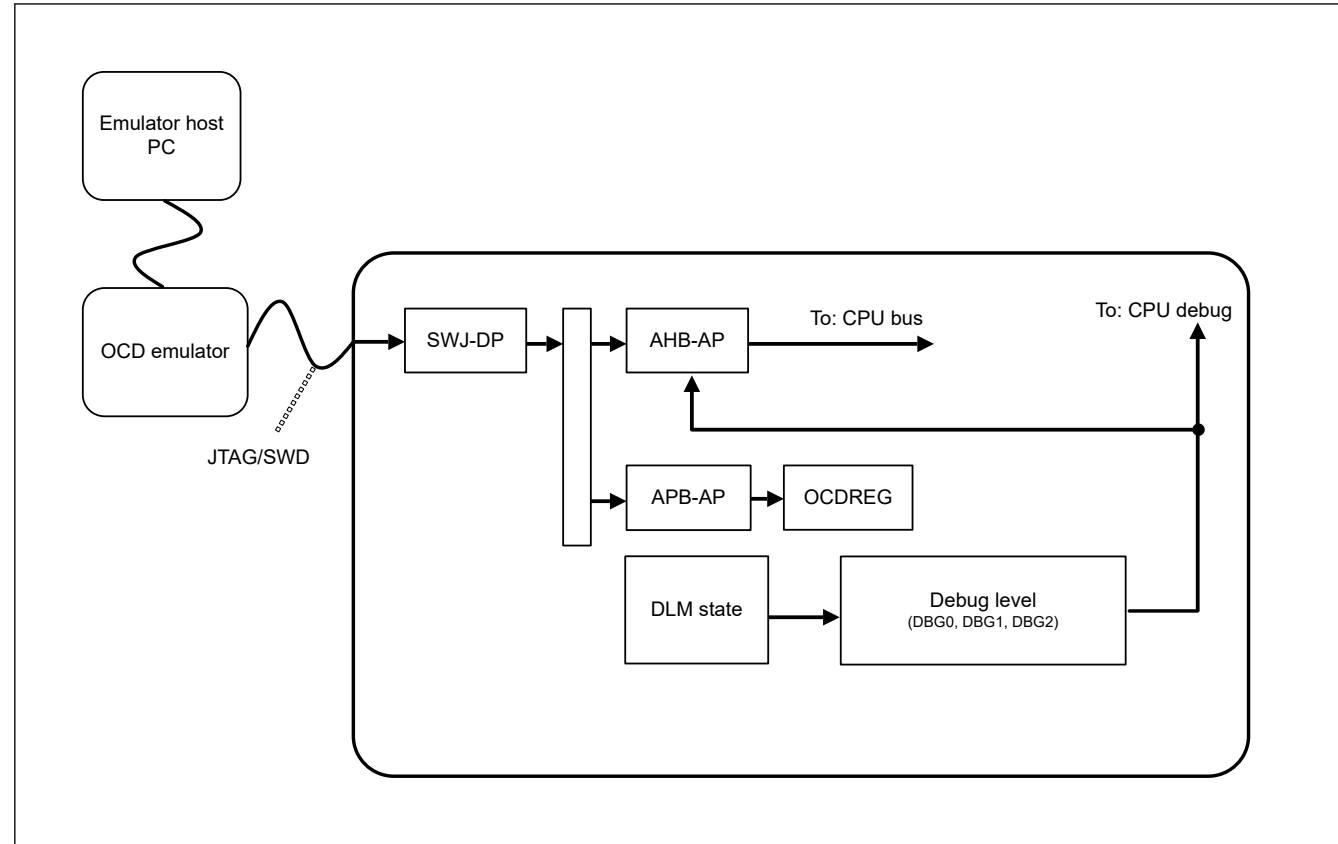 Emulator host
PC
OCD emulator
JTAG/SWD
SWJ-DP
AHB-AP
To: CPU bus
To: CPU debug
APB-AP
OCDREG
DLM state
Debug level
(DBG0, DBG1, DBG2)